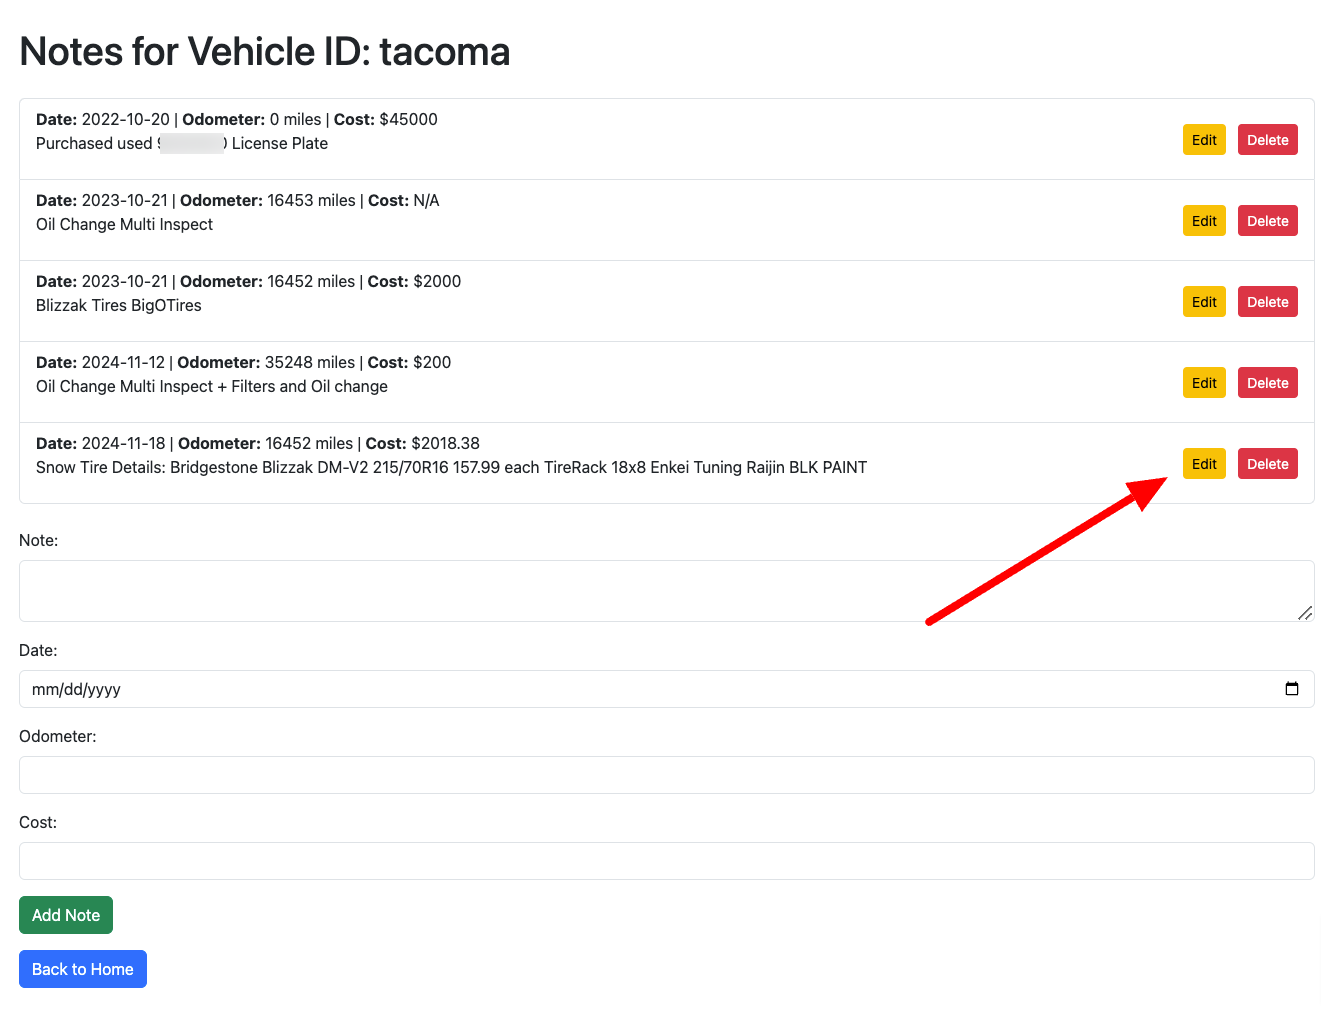 Notes for Vehicle ID: tacoma
Date: 2022-10-20 | Odometer: 0 miles | Cost: $45000
Purchased used License Plate
Edit Delete
Date: 2023-10-21 | Odometer: 16453 miles | Cost: N/A
Oil Change Multi Inspect
Edit Delete
Date: 2023-10-21 | Odometer: 16452 miles | Cost: $2000
Blizzak Tires BigOTires
Edit Delete
Date: 2024-11-12 | Odometer: 35248 miles | Cost: $200
Oil Change Multi Inspect + Filters and Oil change
Edit Delete
Date: 2024-11-18 | Odometer: 16452 miles | Cost: $2018.38
Snow Tire Details: Bridgestone Blizzak DM-V2 215/70R16 157.99 each TireRack 18x8 Enkei Tuning Raijin BLK PAINT
Edit Delete
Note:
Date:
mm/dd/yyyy
Odometer:
Cost:
Add Note
Back to Home